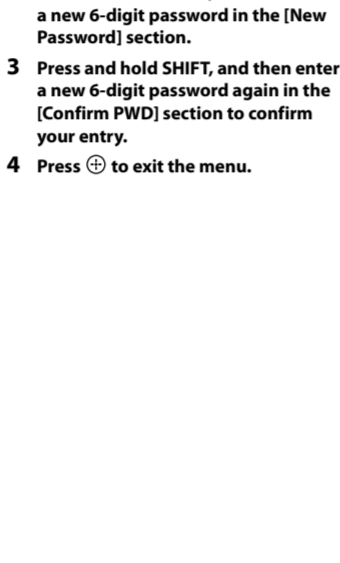 a new 6-digit password in the [New
Password] section.
3 Press and hold SHIFT, and then enter
a new 6-digit password again in the
[Confirm PWD] section to confirm
your entry.
4 Press ⊕ to exit the menu.